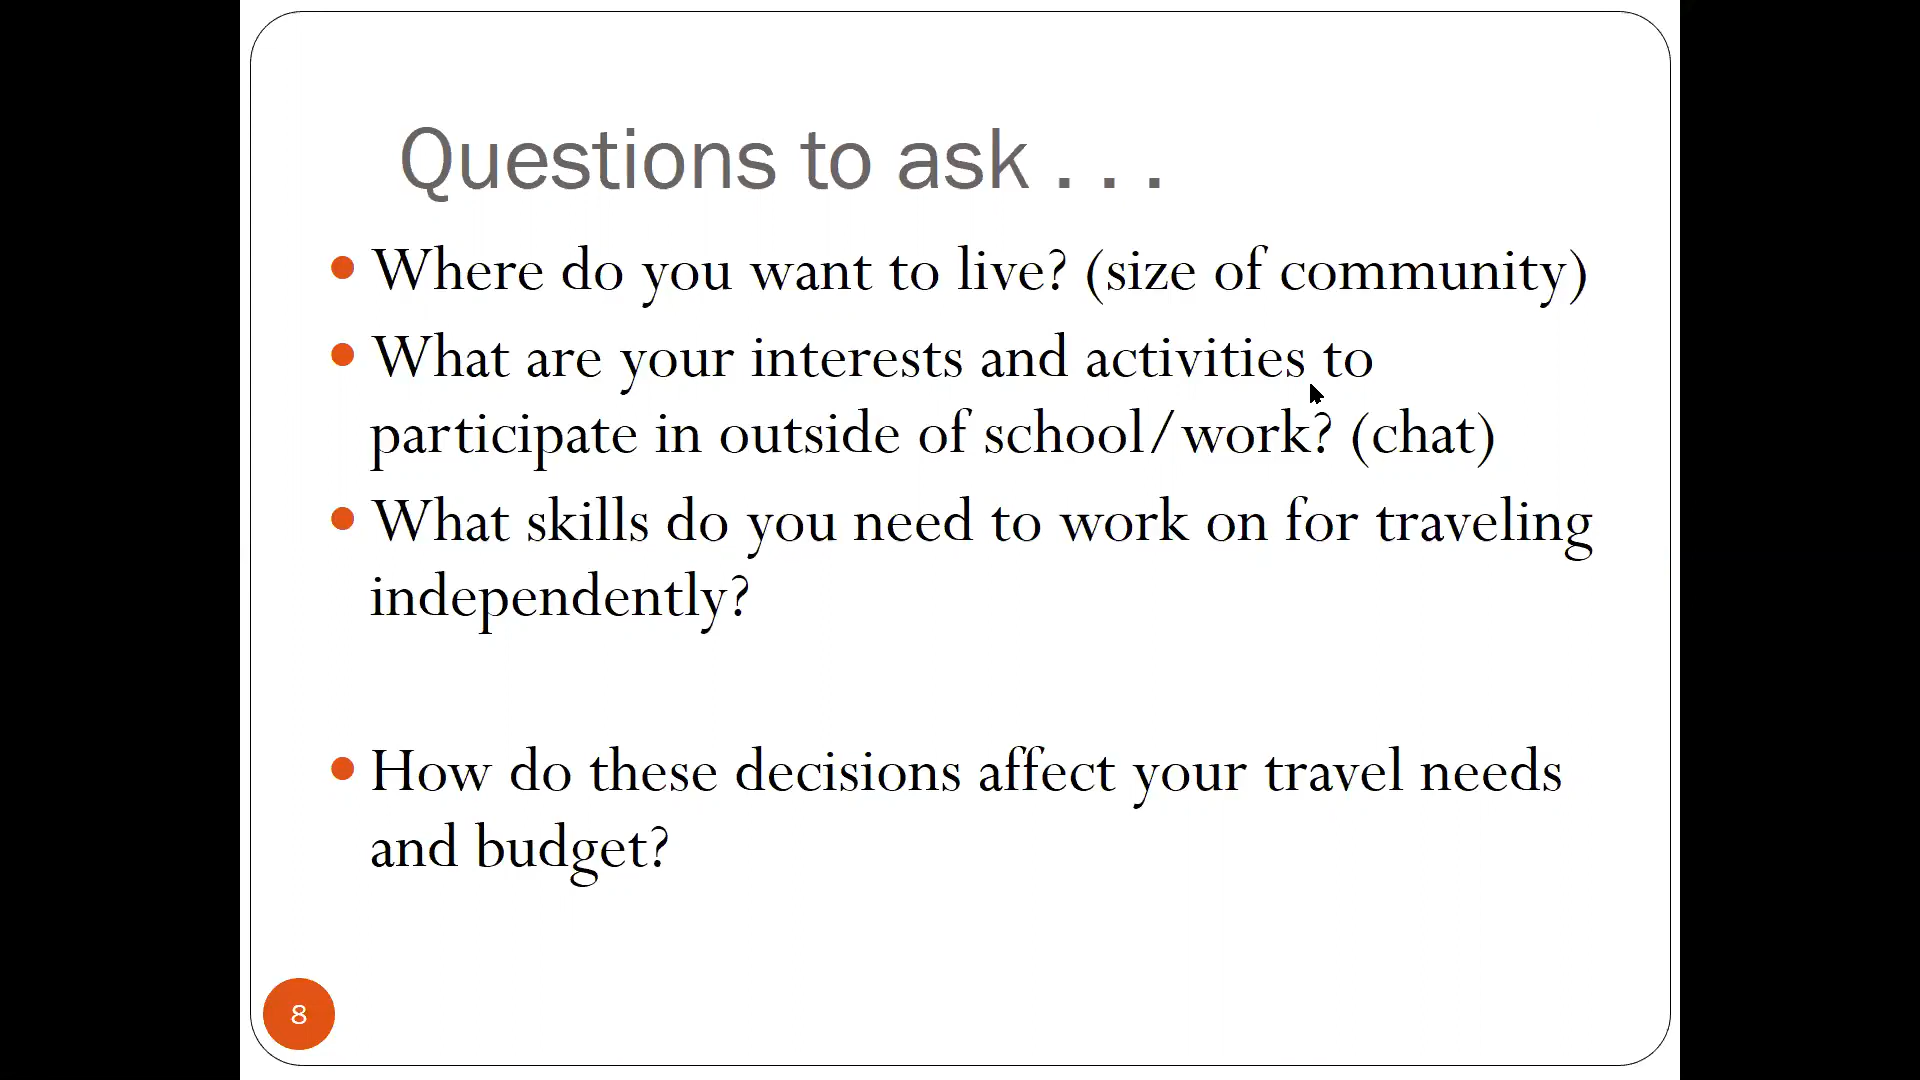 Questions to ask . . .
• Where do you want to live? (size of community)
• What are your interests and activities to
participate in outside of school/work? (chat)
• What skills do you need to work on for traveling
independently?
• How do these decisions affect your travel needs
and budget?
8